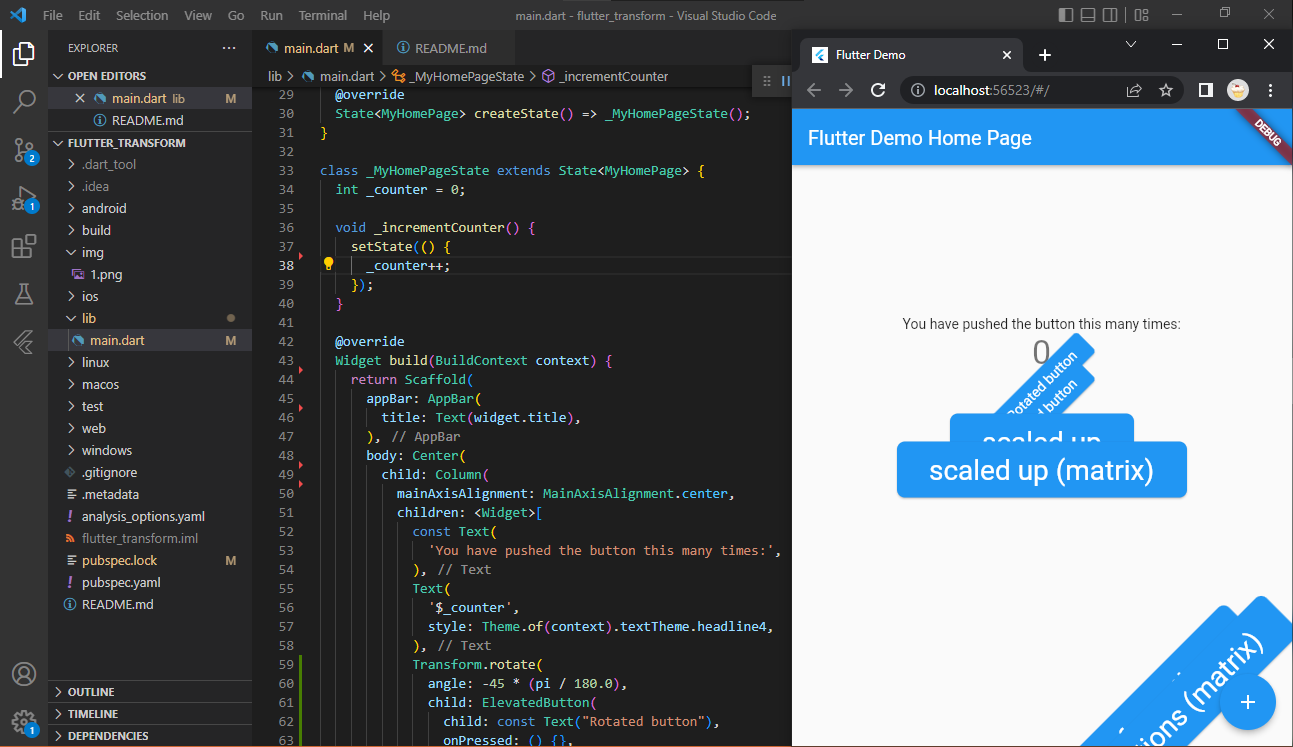 File Edit Selection View Go Run Terminal Help
main.dart - flutter_transform - Visual Studio Code
EXPLORER
OPEN EDITORS
main.dart lib M
README.md
FLUTTER_TRANSFORM
.dart_tool
.idea
android
build
img
1.png
ios
lib
main.dart M
linux
macos
test
web
windows
.gitignore
.metadata
analysis_options.yaml
flutter_transform.iml
pubspec.lock M
pubspec.yaml
README.md
OUTLINE
TIMELINE
DEPENDENCIES
2
1
1
main.dart M README.md
lib > main.dart > _MyHomePageState > _incrementCounter
29 @override
30 State<MyHomePage> createState() => _MyHomePageState();
31 }
32
33 class _MyHomePageState extends State<MyHomePage> {
34 int _counter = 0;
35
36 void _incrementCounter() {
37 setState(() {
38 _counter++;
39 });
40 }
41
42 @override
43 Widget build(BuildContext context) {
44 return Scaffold(
45 appBar: AppBar(
46 title: Text(widget.title),
47 ), // AppBar
48 body: Center(
49 child: Column(
50 mainAxisAlignment: MainAxisAlignment.center,
51 children: <Widget>[
52 const Text(
53 'You have pushed the button this many times:',
54 ), // Text
55 Text(
56 '$_counter',
57 style: Theme.of(context).textTheme.headline4,
58 ), // Text
59 Transform.rotate(
60 angle: -45 * (pi / 180.0),
61 child: ElevatedButton(
62 child: const Text("Rotated button"),
63 onPressed: () {},
Flutter Demo
localhost:56523/#/
Flutter Demo Home Page
DEBUG
You have pushed the button this many times:
0
Rotated button
button
scaled up
scaled up (matrix)
(matrix)
+